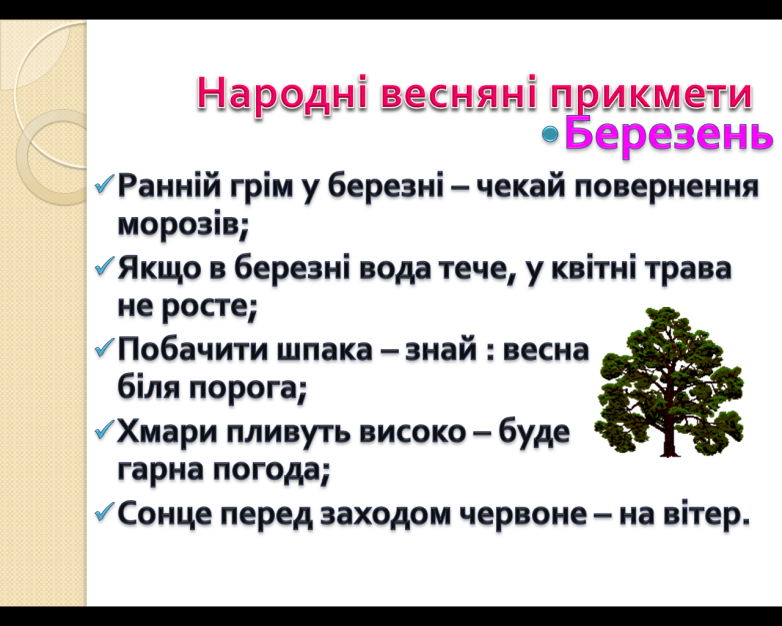 Народні весняні прикмети
Березень
Ранній грім у березні – чекай повернення
морозів;
Якщо в березні вода тече, у квітні трава
не росте;
Побачити шпака – знай : весна
біля порога;
Хмари пливуть високо – буде
гарна погода;
Сонце перед заходом червоне – на вітер.